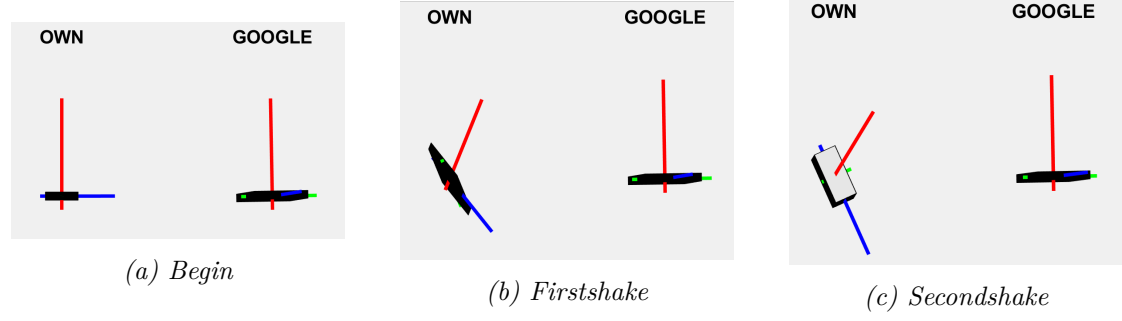 OWN GOOGLE
(a) Begin
OWN GOOGLE
(b) Firstshake
OWN GOOGLE
(c) Secondshake